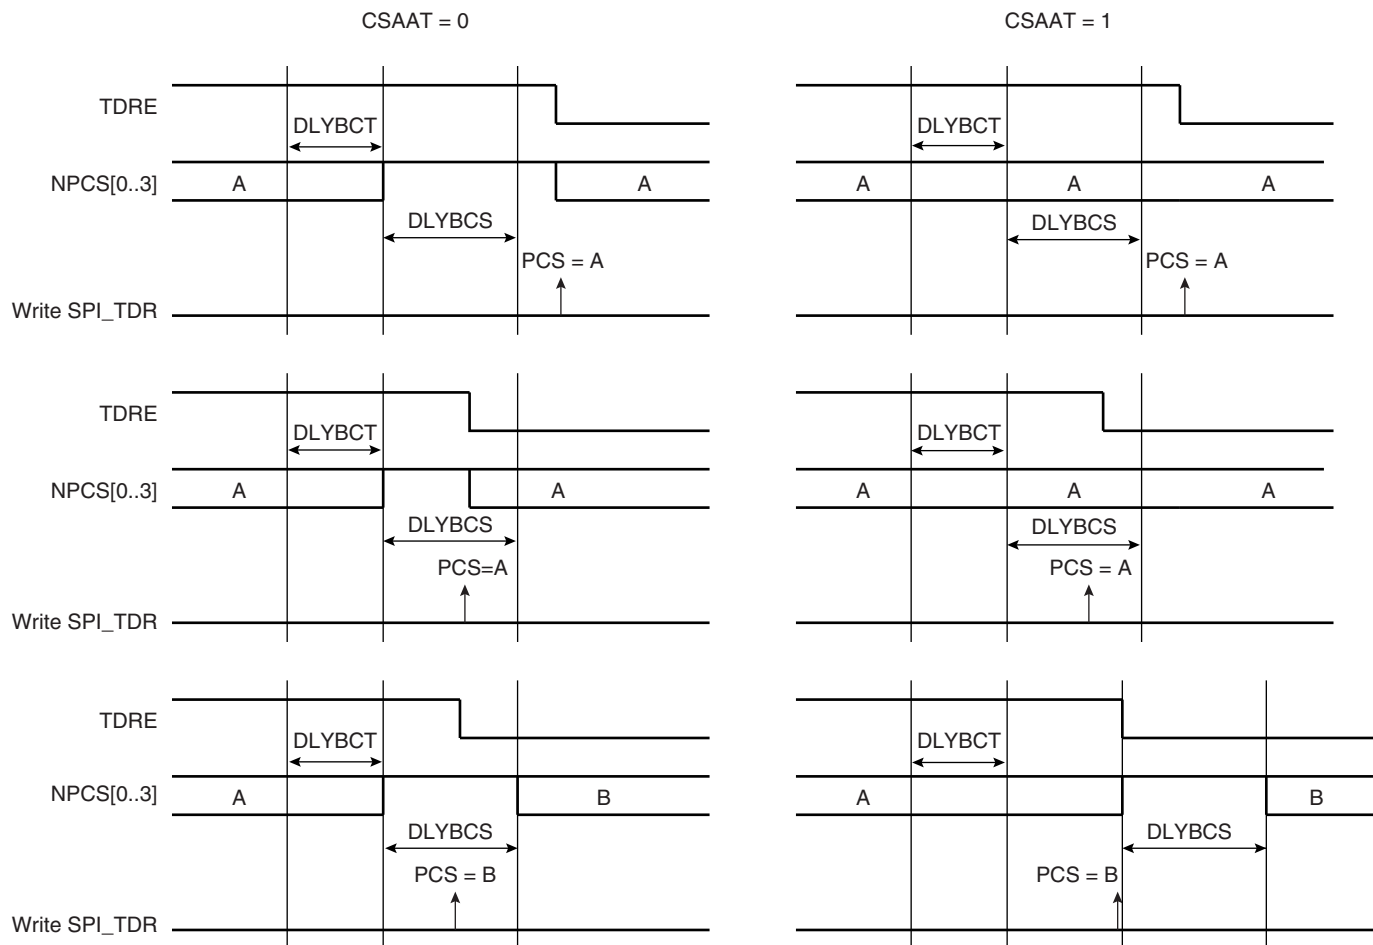 CSAAT = 0
CSAAT = 1
TDRE
DLYBCT
DLYBCT
NPCS[0..3]
A
A
A
A
A
DLYBCS
DLYBCS
PCS = A
PCS = A
Write SPI_TDR
TDRE
DLYBCT
DLYBCT
NPCS[0..3]
A
A
A
A
A
DLYBCS
DLYBCS
PCS=A
PCS = A
Write SPI_TDR
TDRE
DLYBCT
DLYBCT
NPCS[0..3]
A
B
A
B
DLYBCS
DLYBCS
PCS = B
PCS = B
Write SPI_TDR